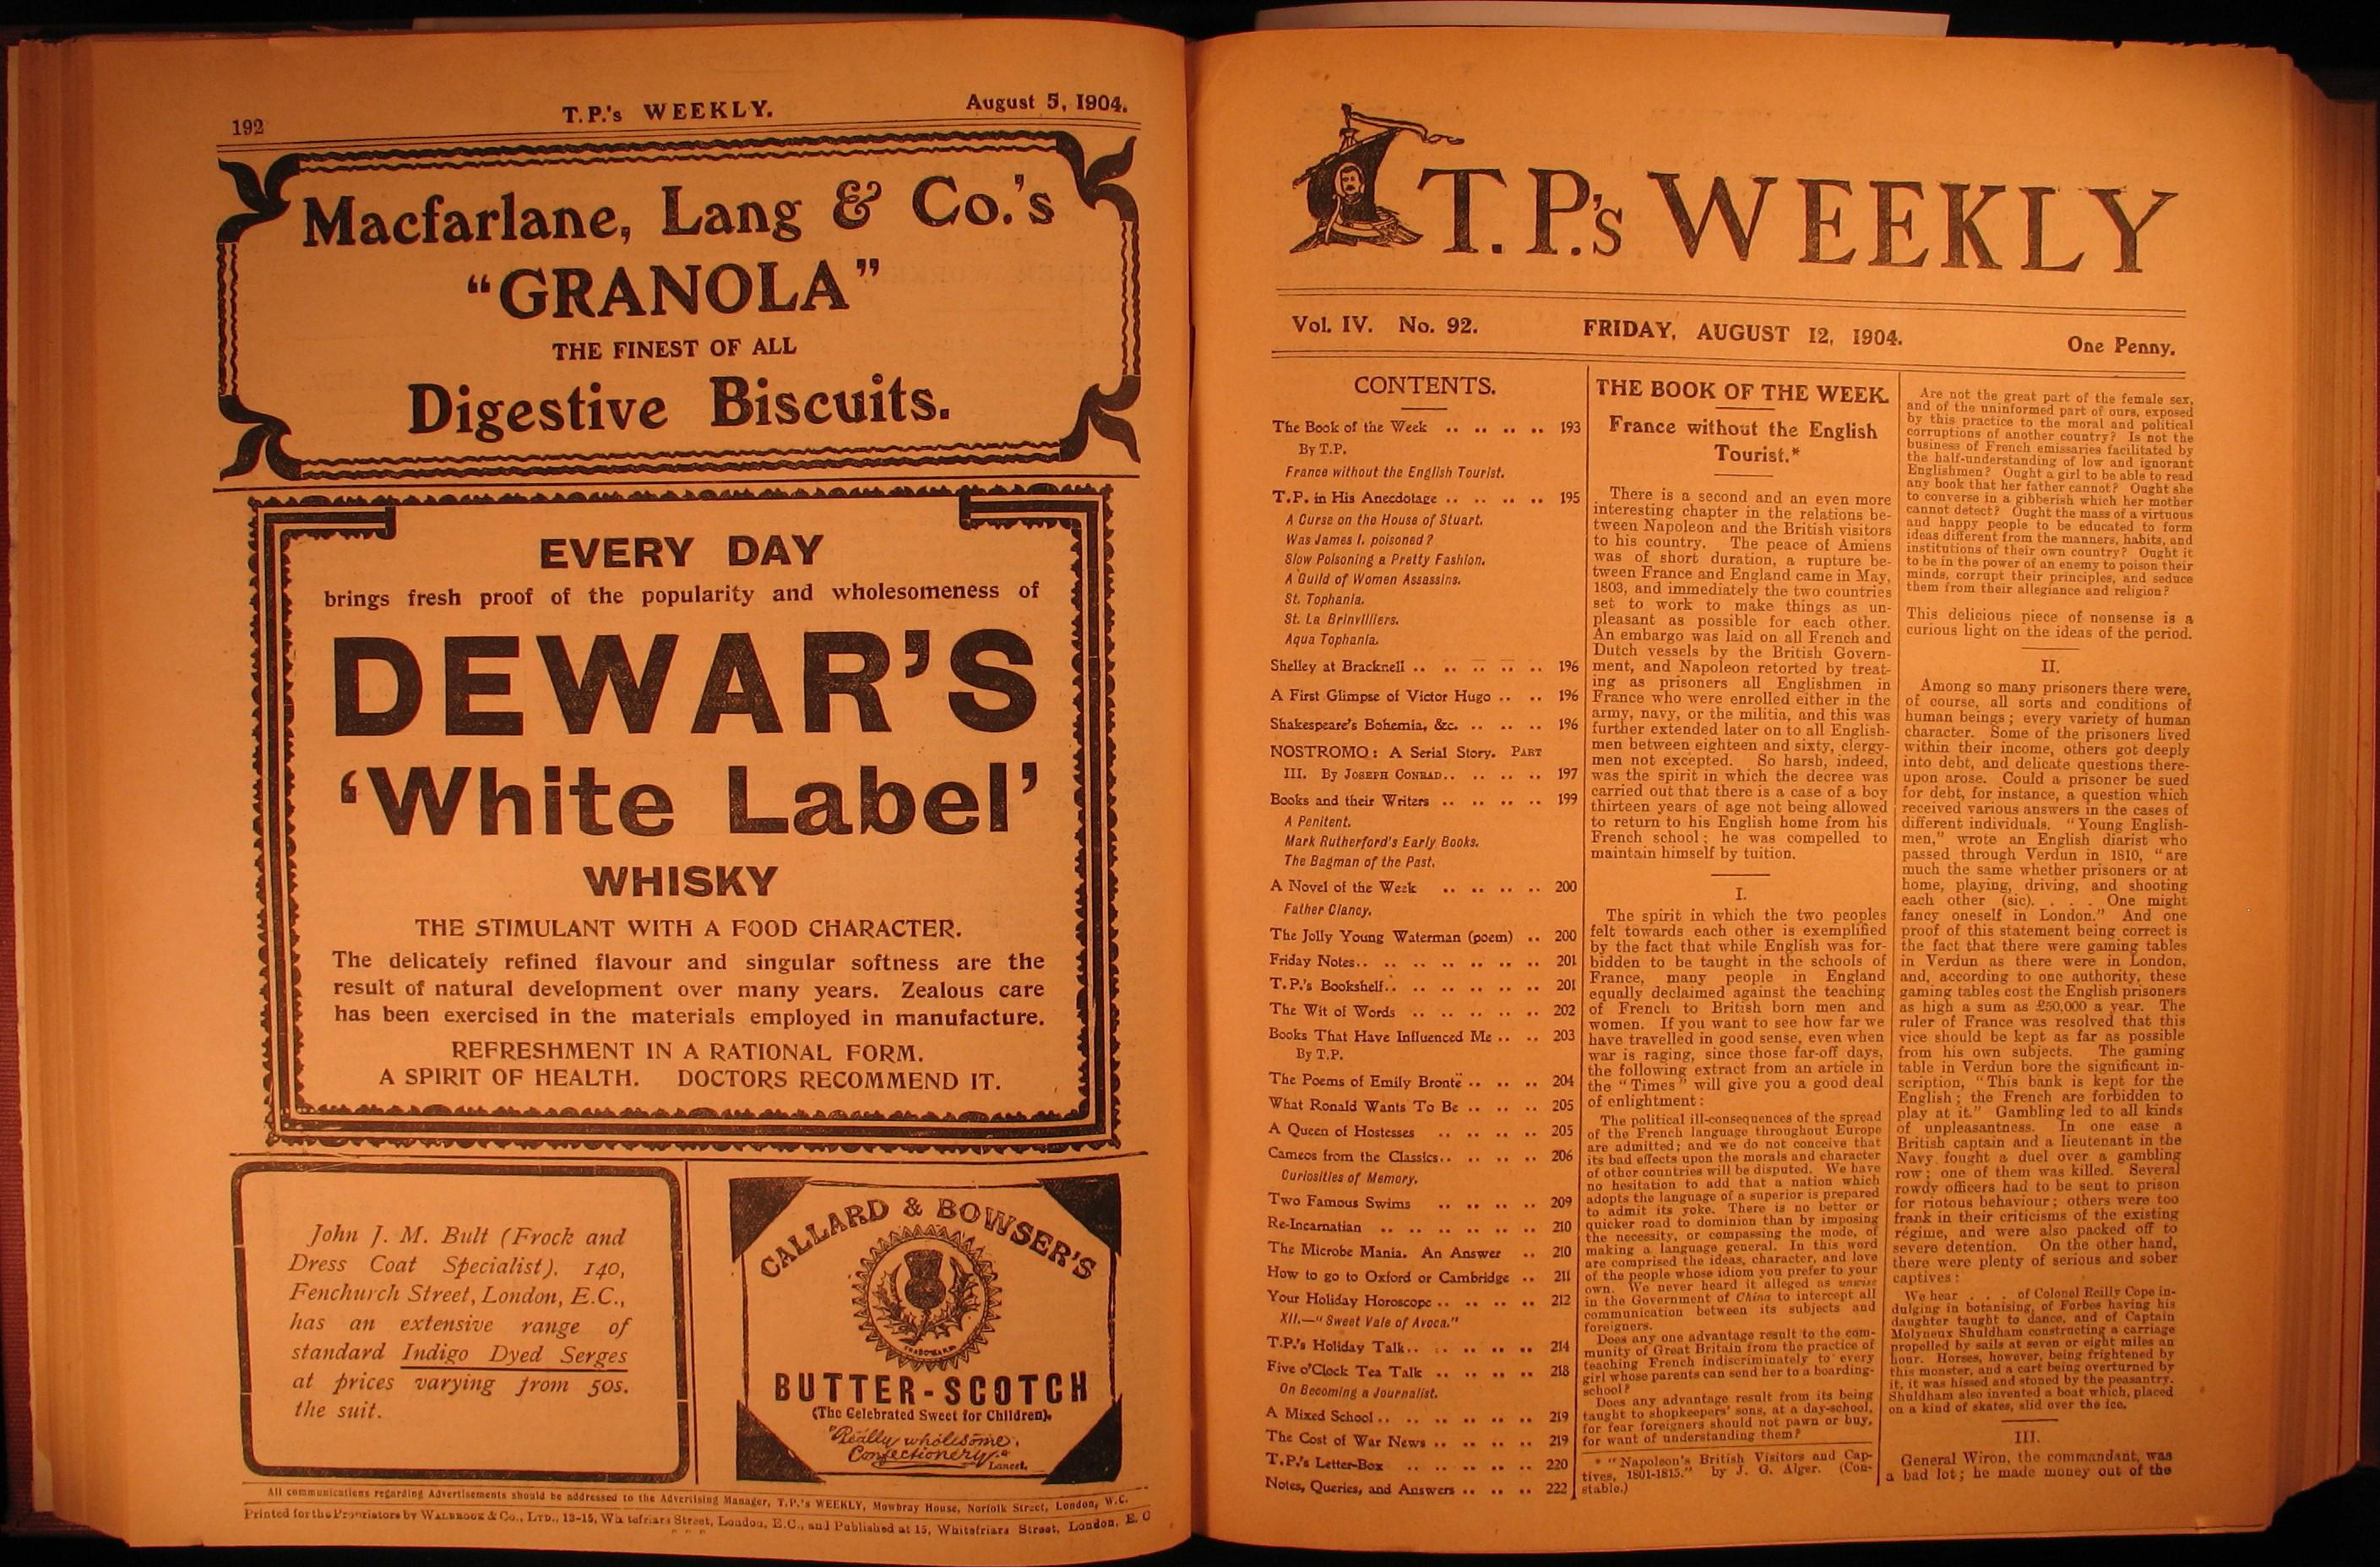 192
T.P.'s WEEKLY.
August 5, 1904.
Macfarlane, Lang & Co.'s
"GRANOLA"
THE FINEST OF ALL
Digestive Biscuits.
EVERY DAY
brings fresh proof of the popularity and wholesomeness of
DEWAR'S
'White Label'
WHISKY
THE STIMULANT WITH A FOOD CHARACTER.
The delicately refined flavour and singular softness are the
result of natural development over many years. Zealous care
has been exercised in the materials employed in manufacture.
REFRESHMENT IN A RATIONAL FORM.
A SPIRIT OF HEALTH. DOCTORS RECOMMEND IT.
John J. M. Bult (Frock and
Dress Coat Specialist), 140,
Fenchurch Street, London, E.C.,
has an extensive range of
standard Indigo Dyed Serges
at prices varying from 50s.
the suit.
CALLARD & BOWSER'S
TRADE MARK
BUTTER-SCOTCH
(The Celebrated Sweet for Children).
"Really wholesome
Confectionery."
Lancet.
All communications regarding Advertisements should be addressed to the Advertising Manager, T.P.'s WEEKLY, Mowbray House, Norfolk Street, London, W.C.
Printed for the Proprietors by WALBROOK & Co., LTD., 13-15, Whitefriars Street, London, E.C., and Published at 15, Whitefriars Street, London, E.C
T.P.'s WEEKLY
Vol. IV. No. 92.
FRIDAY, AUGUST 12, 1904.
One Penny.
CONTENTS.
The Book of the Week .. .. .. .. 193
By T.P.
France without the English Tourist.
T.P. in His Anecdotage .. .. .. .. 195
A Curse on the House of Stuart.
Was James I. poisoned?
Slow Poisoning a Pretty Fashion.
A Guild of Women Assassins.
St. Tophania.
St. La Brinvilliers.
Aqua Tophania.
Shelley at Bracknell .. .. .. .. .. 196
A First Glimpse of Victor Hugo .. .. 196
Shakespeare's Bohemia, &c. .. .. .. 196
NOSTROMO: A Serial Story. PART
III. By JOSEPH CONRAD.. .. .. .. 197
Books and their Writers .. .. .. .. 199
A Penitent.
Mark Rutherford's Early Books.
The Bagman of the Past.
A Novel of the Week .. .. .. .. 200
Father Clancy.
The Jolly Young Waterman (poem) .. 200
Friday Notes.. .. .. .. .. .. .. 201
T.P.'s Bookshelf.. .. .. .. .. .. 201
The Wit of Words .. .. .. .. .. 202
Books That Have Influenced Me .. .. 203
By T.P.
The Poems of Emily Brontë .. .. .. 204
What Ronald Wants To Be .. .. .. 205
A Queen of Hostesses .. .. .. .. 205
Cameos from the Classics.. .. .. .. 206
Curiosities of Memory.
Two Famous Swims .. .. .. .. 209
Re-Incarnatian .. .. .. .. .. .. 210
The Microbe Mania. An Answer .. 210
How to go to Oxford or Cambridge .. 211
Your Holiday Horoscope .. .. .. .. 212
XII.—"Sweet Vale of Avoca."
T.P.'s Holiday Talk.. .. .. .. .. 214
Five o'Clock Tea Talk .. .. .. .. 218
On Becoming a Journalist.
A Mixed School .. .. .. .. .. .. 219
The Cost of War News .. .. .. .. 219
T.P.'s Letter-Box .. .. .. .. .. 220
Notes, Queries, and Answers .. .. .. 222
THE BOOK OF THE WEEK.
France without the English
Tourist.*
There is a second and an even more
interesting chapter in the relations be-
tween Napoleon and the British visitors
to his country. The peace of Amiens
was of short duration, a rupture be-
tween France and England came in May,
1803, and immediately the two countries
set to work to make things as un-
pleasant as possible for each other.
An embargo was laid on all French and
Dutch vessels by the British Govern-
ment, and Napoleon retorted by treat-
ing as prisoners all Englishmen in
France who were enrolled either in the
army, navy, or the militia, and this was
further extended later on to all English-
men between eighteen and sixty, clergy-
men not excepted. So harsh, indeed,
was the spirit in which the decree was
carried out that there is a case of a boy
thirteen years of age not being allowed
to return to his English home from his
French school; he was compelled to
maintain himself by tuition.
I.
The spirit in which the two peoples
felt towards each other is exemplified
by the fact that while English was for-
bidden to be taught in the schools of
France, many people in England
equally declaimed against the teaching
of French to British born men and
women. If you want to see how far we
have travelled in good sense, even when
war is raging, since those far-off days,
the following extract from an article in
the "Times" will give you a good deal
of enlightment:
The political ill-consequences of the spread
of the French language throughout Europe
are admitted; and we do not conceive that
its bad effects upon the morals and character
of other countries will be disputed. We have
no hesitation to add that a nation which
adopts the language of a superior is prepared
to admit its yoke. There is no better or
quicker road to dominion than by imposing
the necessity, or compassing the mode, of
making a language general. In this word
are comprised the ideas, character, and love
of the people whose idiom you prefer to your
own. We never heard it alleged as unwise
in the Government of China to intercept all
communication between its subjects and
foreigners.
Does any one advantage result to the com-
munity of Great Britain from the practice of
teaching French indiscriminately to every
girl whose parents can send her to a boarding-
school?
Does any advantage result from its being
taught to shopkeepers' sons, at a day-school,
for fear foreigners should not pawn or buy,
for want of understanding them?
* "Napoleon's British Visitors and Cap-
tives, 1801-1815." by J. G. Alger. (Con-
stable.)
Are not the great part of the female sex,
and of the uninformed part of ours, exposed
by this practice to the moral and political
corruptions of another country? Is not the
business of French emissaries facilitated by
the half-understanding of low and ignorant
Englishmen? Ought a girl to be able to read
any book that her father cannot? Ought she
to converse in a gibberish which her mother
cannot detect? Ought the mass of a virtuous
and happy people to be educated to form
ideas different from the manners, habits, and
institutions of their own country? Ought it
to be in the power of an enemy to poison their
minds, corrupt their principles, and seduce
them from their allegiance and religion?
This delicious piece of nonsense is a
curious light on the ideas of the period.
II.
Among so many prisoners there were,
of course, all sorts and conditions of
human beings; every variety of human
character. Some of the prisoners lived
within their income, others got deeply
into debt, and delicate questions there-
upon arose. Could a prisoner be sued
for debt, for instance, a question which
received various answers in the cases of
different individuals. "Young English-
men," wrote an English diarist who
passed through Verdun in 1810, "are
much the same whether prisoners or at
home, playing, driving, and shooting
each other (sic). . . . One might
fancy oneself in London." And one
proof of this statement being correct is
the fact that there were gaming tables
in Verdun as there were in London,
and, according to one authority, these
gaming tables cost the English prisoners
as high a sum as £50,000 a year. The
ruler of France was resolved that this
vice should be kept as far as possible
from his own subjects. The gaming
table in Verdun bore the significant in-
scription, "This bank is kept for the
English; the French are forbidden to
play at it." Gambling led to all kinds
of unpleasantness. In one case a
British captain and a lieutenant in the
Navy fought a duel over a gambling
row; one of them was killed. Several
rowdy officers had to be sent to prison
for riotous behaviour; others were too
frank in their criticisms of the existing
régime, and were also packed off to
severe detention. On the other hand,
there were plenty of serious and sober
captives:
We hear . . . of Colonel Reilly Cope in-
dulging in botanising, of Forbes having his
daughter taught to dance, and of Captain
Molyneux Shuldham constructing a carriage
propelled by sails at seven or eight miles an
hour. Horses, however, being frightened by
this monster, and a cart being overturned by
it, it was hissed and stoned by the peasantry.
Shuldham also invented a boat which, placed
on a kind of skates, slid over the ice.
III.
General Wiron, the commandant, was
a bad lot; he made money out of the